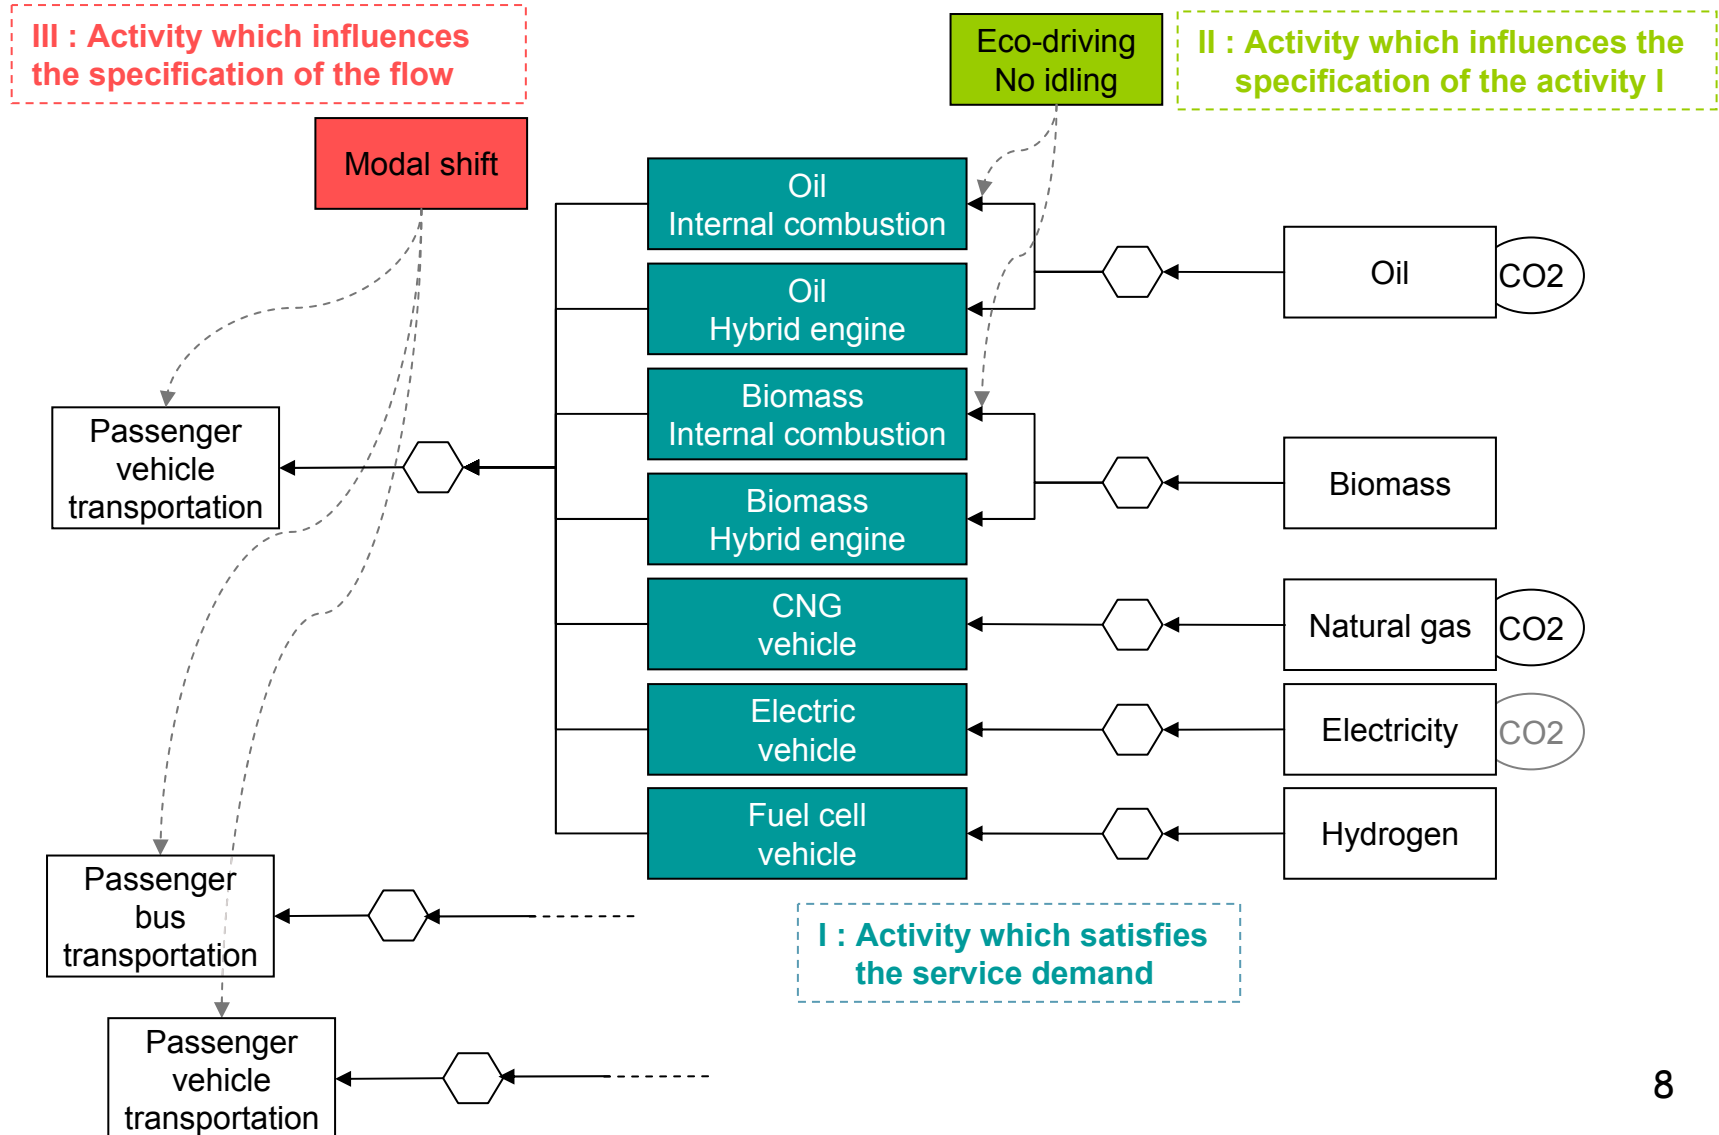 III : Activity which influences
the specification of the flow
Eco-driving
No idling
II : Activity which influences the
specification of the activity I
Modal shift
Oil
Internal combustion
Oil
Hybrid engine
Biomass
Internal combustion
Biomass
Hybrid engine
CNG
vehicle
Electric
vehicle
Fuel cell
vehicle
Oil
CO2
Biomass
Natural gas
CO2
Electricity
CO2
Hydrogen
Passenger
vehicle
transportation
Passenger
bus
transportation
I : Activity which satisfies
the service demand
Passenger
vehicle
transportation
8